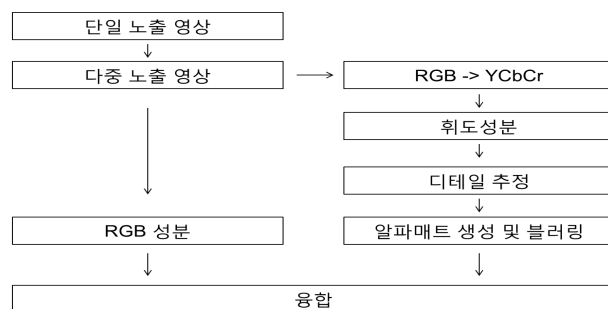 단일 노출 영상
다중 노출 영상
RGB -> YCbCr
휘도성분
디테일 추정
RGB 성분
알파매트 생성 및 블러링
융합